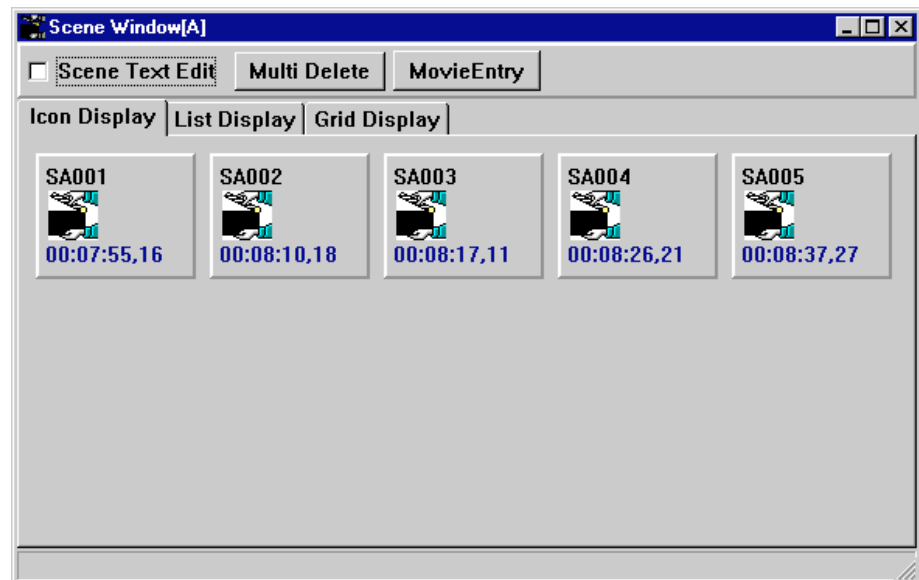 Scene Window[A]
Scene Text Edit Multi Delete MovieEntry
Icon Display List Display Grid Display
SA001 SA002 SA003 SA004 SA005
00:07:55,16 00:08:10,18 00:08:17,11 00:08:26,21 00:08:37,27